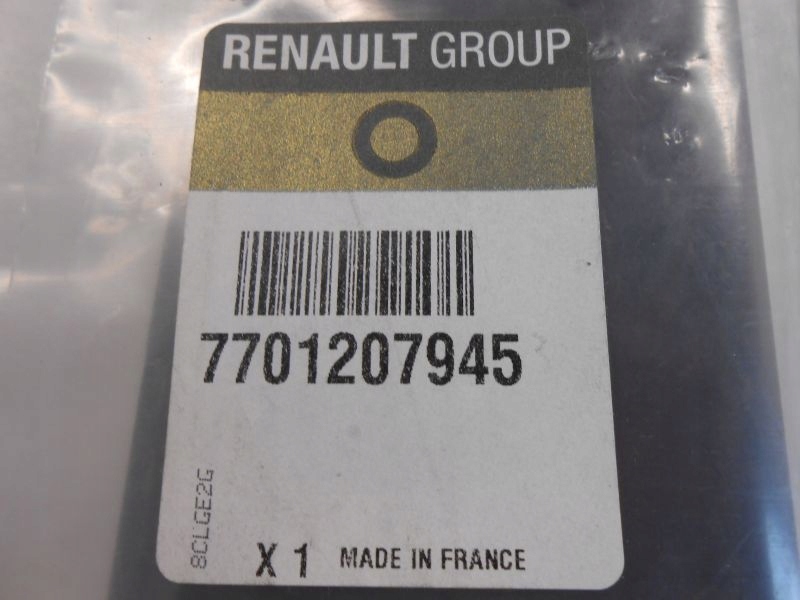 RENAULT GROUP
7701207945
8CLGE2G
X 1 MADE IN FRANCE